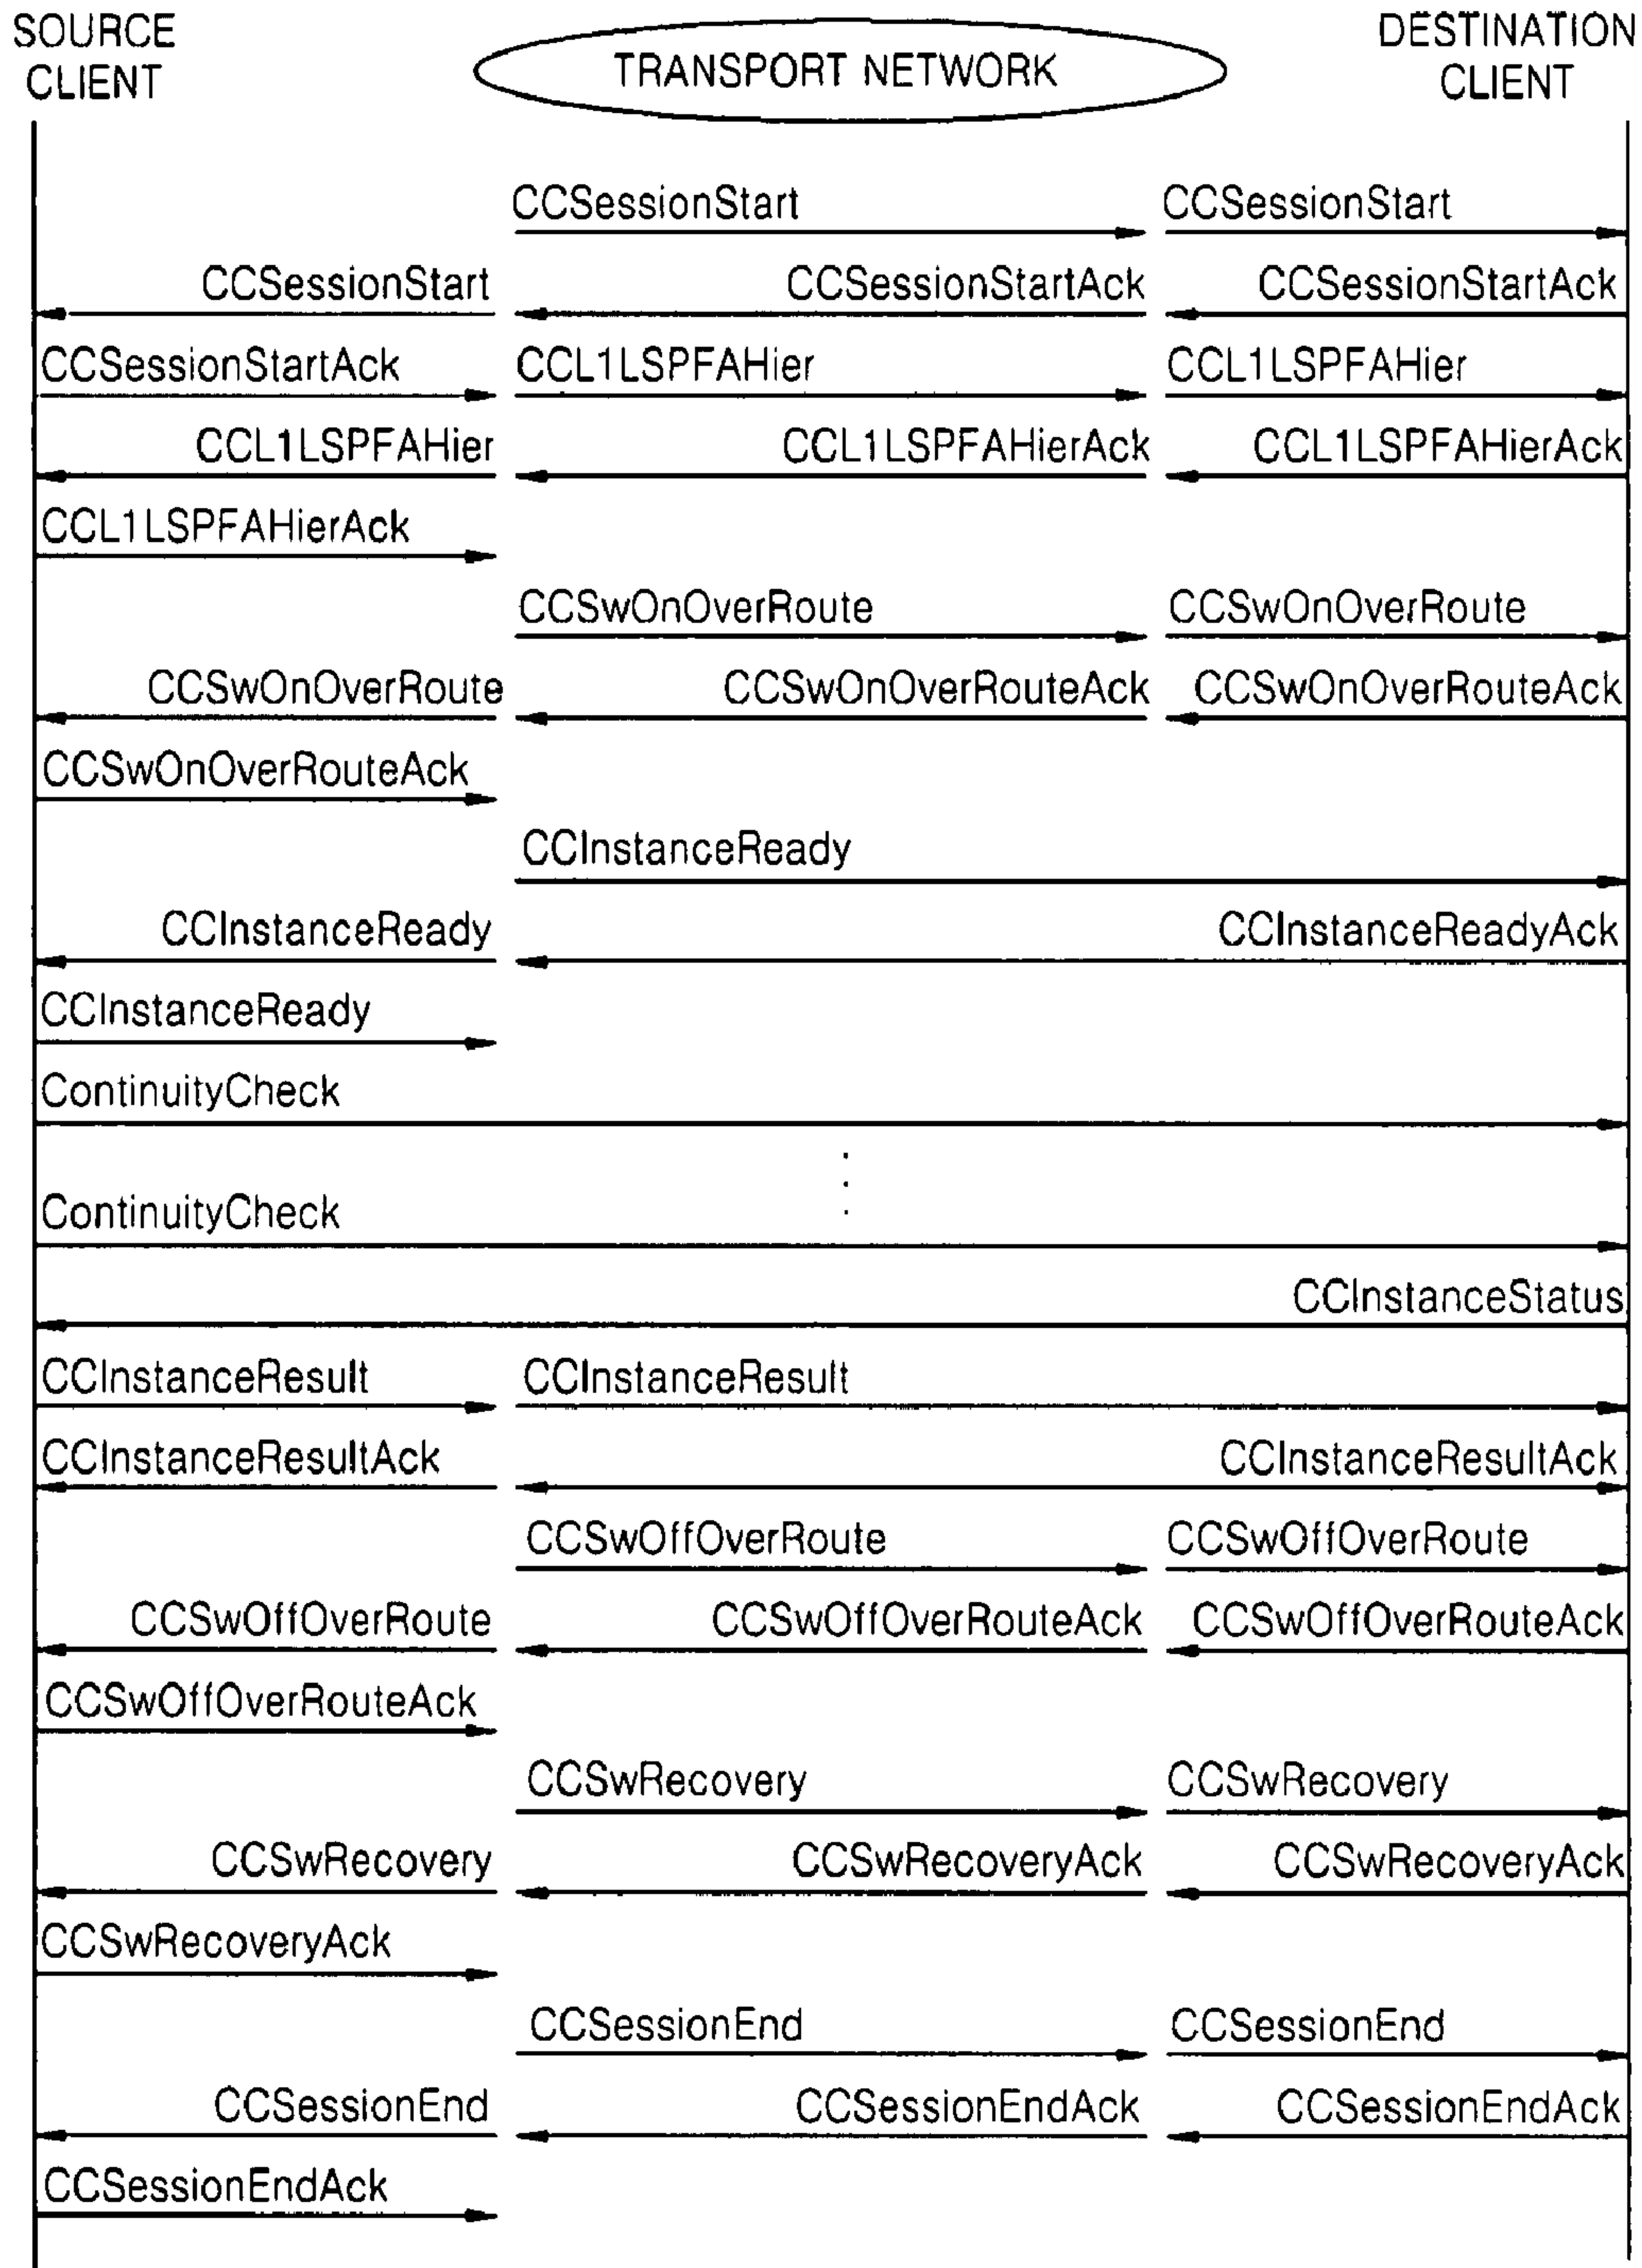 SOURCE
CLIENT
TRANSPORT NETWORK
DESTINATION
CLIENT
CCSessionStart CCSessionStart
CCSessionStart CCSessionStartAck CCSessionStartAck
CCSessionStartAck CCL1LSPFAHier CCL1LSPFAHier
CCL1LSPFAHier CCL1LSPFAHierAck CCL1LSPFAHierAck
CCL1LSPFAHierAck
CCSwOnOverRoute CCSwOnOverRoute
CCSwOnOverRoute CCSwOnOverRouteAck CCSwOnOverRouteAck
CCSwOnOverRouteAck
CCInstanceReady
CCInstanceReady CCInstanceReadyAck
CCInstanceReady
ContinuityCheck
ContinuityCheck
CCInstanceStatus
CCInstanceResult CCInstanceResult
CCInstanceResultAck CCInstanceResultAck
CCSwOffOverRoute CCSwOffOverRoute
CCSwOffOverRoute CCSwOffOverRouteAck CCSwOffOverRouteAck
CCSwOffOverRouteAck
CCSwRecovery CCSwRecovery
CCSwRecovery CCSwRecoveryAck CCSwRecoveryAck
CCSwRecoveryAck
CCSessionEnd CCSessionEnd
CCSessionEnd CCSessionEndAck CCSessionEndAck
CCSessionEndAck